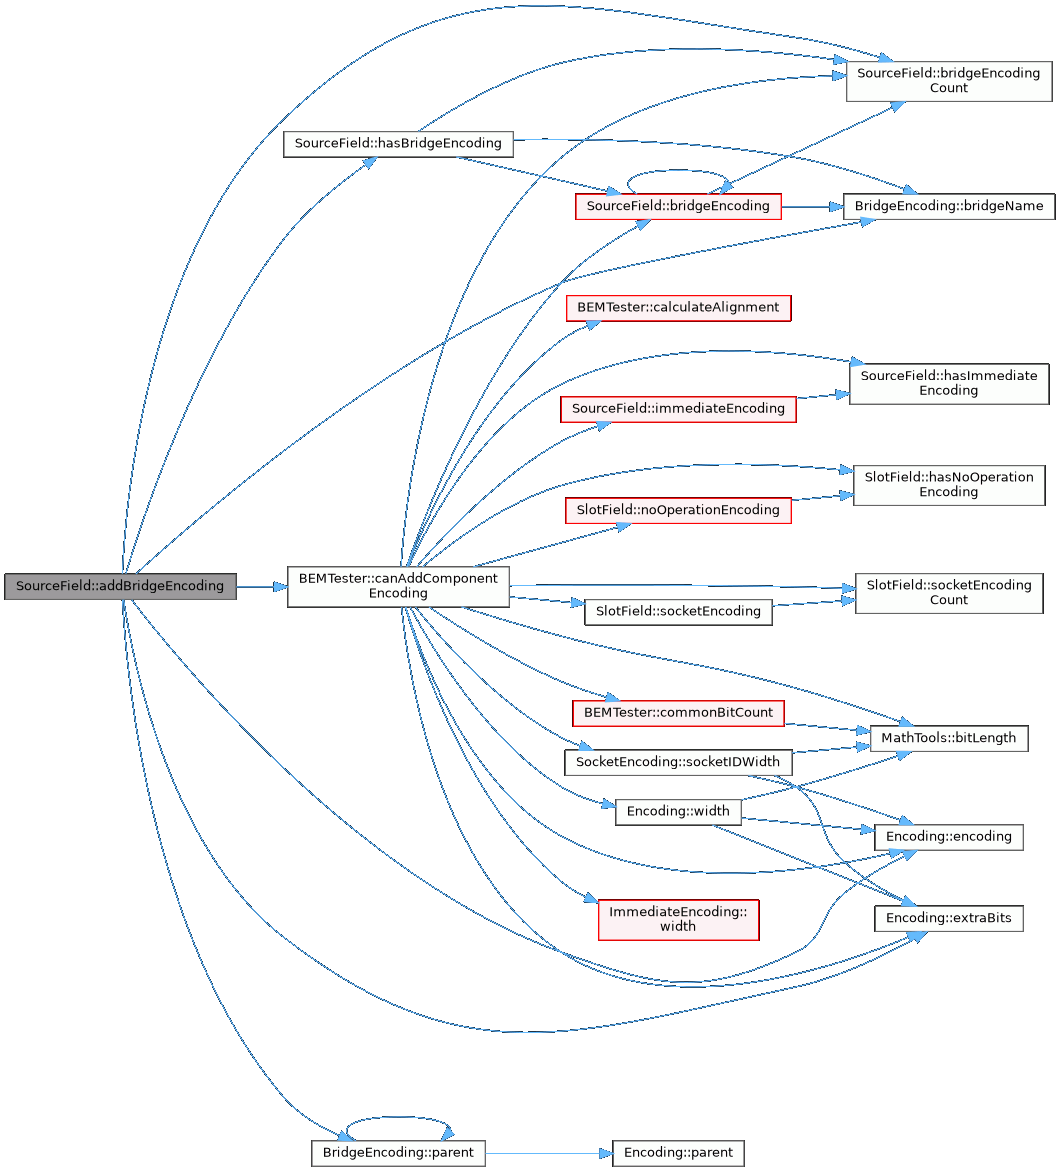 SourceField::bridgeEncoding
Count
SourceField::hasBridgeEncoding
SourceField::bridgeEncoding
BridgeEncoding::bridgeName
BEMTester::calculateAlignment
SourceField::hasImmediate
Encoding
SourceField::immediateEncoding
SlotField::hasNoOperation
Encoding
SlotField::noOperationEncoding
SourceField::addBridgeEncoding
BEMTester::canAddComponent
Encoding
SlotField::socketEncoding
Count
SlotField::socketEncoding
BEMTester::commonBitCount
MathTools::bitLength
SocketEncoding::socketIDWidth
Encoding::width
Encoding::encoding
ImmediateEncoding::
width
Encoding::extraBits
BridgeEncoding::parent
Encoding::parent